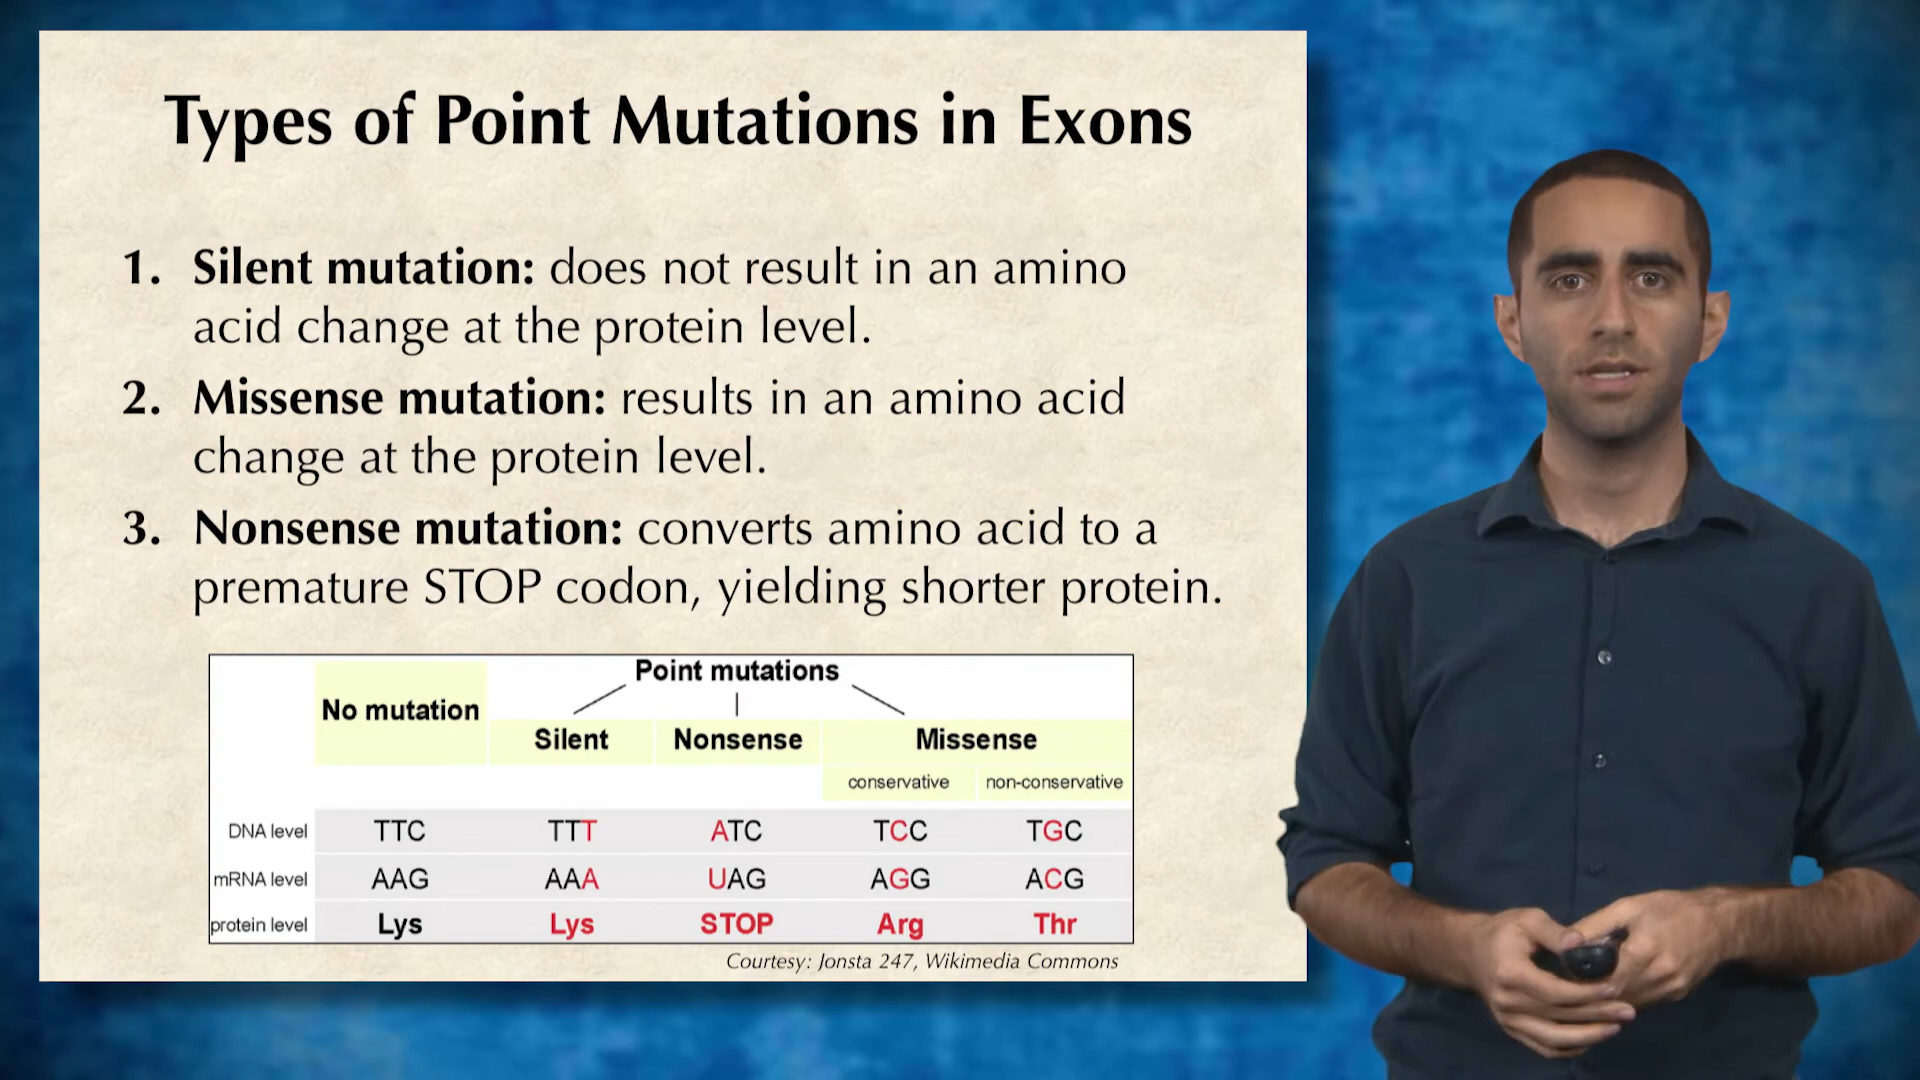 Types of Point Mutations in Exons
1. Silent mutation: does not result in an amino
acid change at the protein level.
2. Missense mutation: results in an amino acid
change at the protein level.
3. Nonsense mutation: converts amino acid to a
premature STOP codon, yielding shorter protein.
Point mutations
No mutation
Silent Nonsense Missense
conservative non-conservative
DNA level TTC TTT ATC TCC TGC
mRNA level AAG AAA UAG AGG ACG
protein level Lys Lys STOP Arg Thr
Courtesy: Jonsta 247, Wikimedia Commons